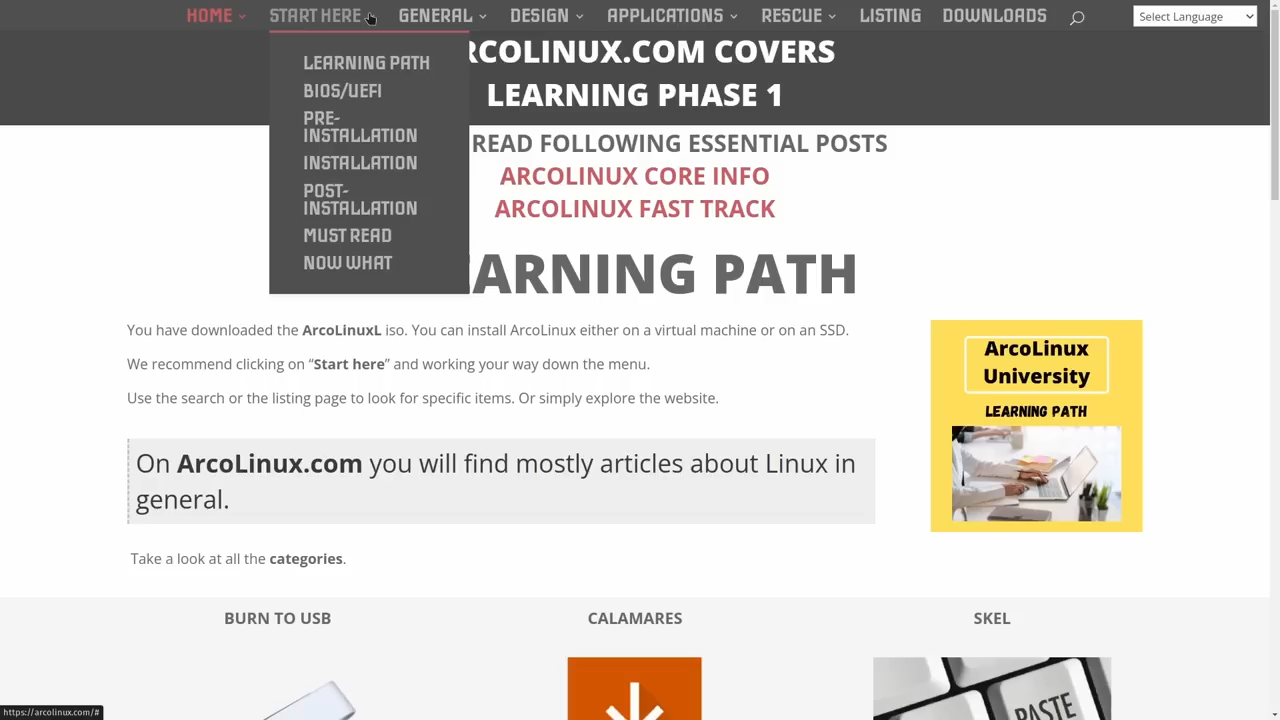 HOME START HERE GENERAL DESIGN APPLICATIONS RESCUE LISTING DOWNLOADS Select Language
LEARNING PATH
BIOS/UEFI
PRE-
INSTALLATION
INSTALLATION
POST-
INSTALLATION
MUST READ
NOW WHAT
RCOLINUX.COM COVERS
LEARNING PHASE 1
READ FOLLOWING ESSENTIAL POSTS
ARCOLINUX CORE INFO
ARCOLINUX FAST TRACK
ARNING PATH
You have downloaded the ArcoLinuxL iso. You can install ArcoLinux either on a virtual machine or on an SSD.
We recommend clicking on “Start here” and working your way down the menu.
Use the search or the listing page to look for specific items. Or simply explore the website.
On ArcoLinux.com you will find mostly articles about Linux in
general.
Take a look at all the categories.
ArcoLinux
University
LEARNING PATH
BURN TO USB CALAMARES SKEL
PASTE
https://arcolinux.com/#